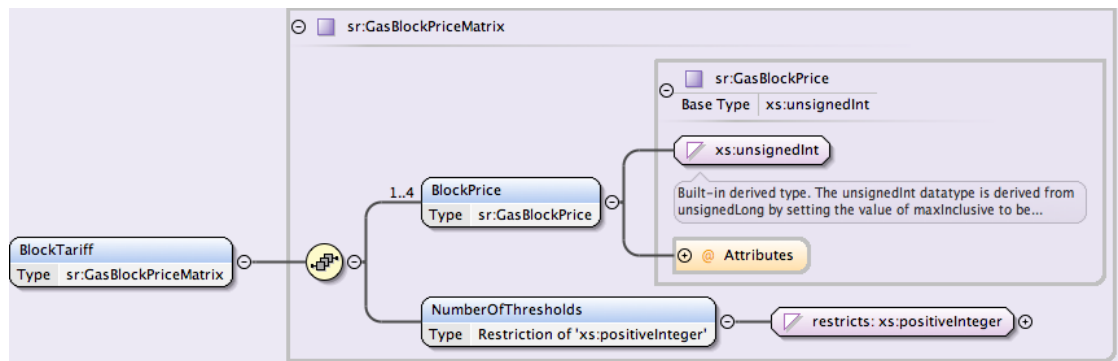 sr:GasBlockPriceMatrix
sr:GasBlockPrice
Base Type xs:unsignedInt
xs:unsignedInt
Built-in derived type. The unsignedInt datatype is derived from
unsignedLong by setting the value of maxInclusive to be...
@ Attributes
1..4
BlockPrice
Type sr:GasBlockPrice
BlockTariff
Type sr:GasBlockPriceMatrix
NumberOfThresholds
Type Restriction of 'xs:positiveInteger'
restricts: xs:positiveInteger